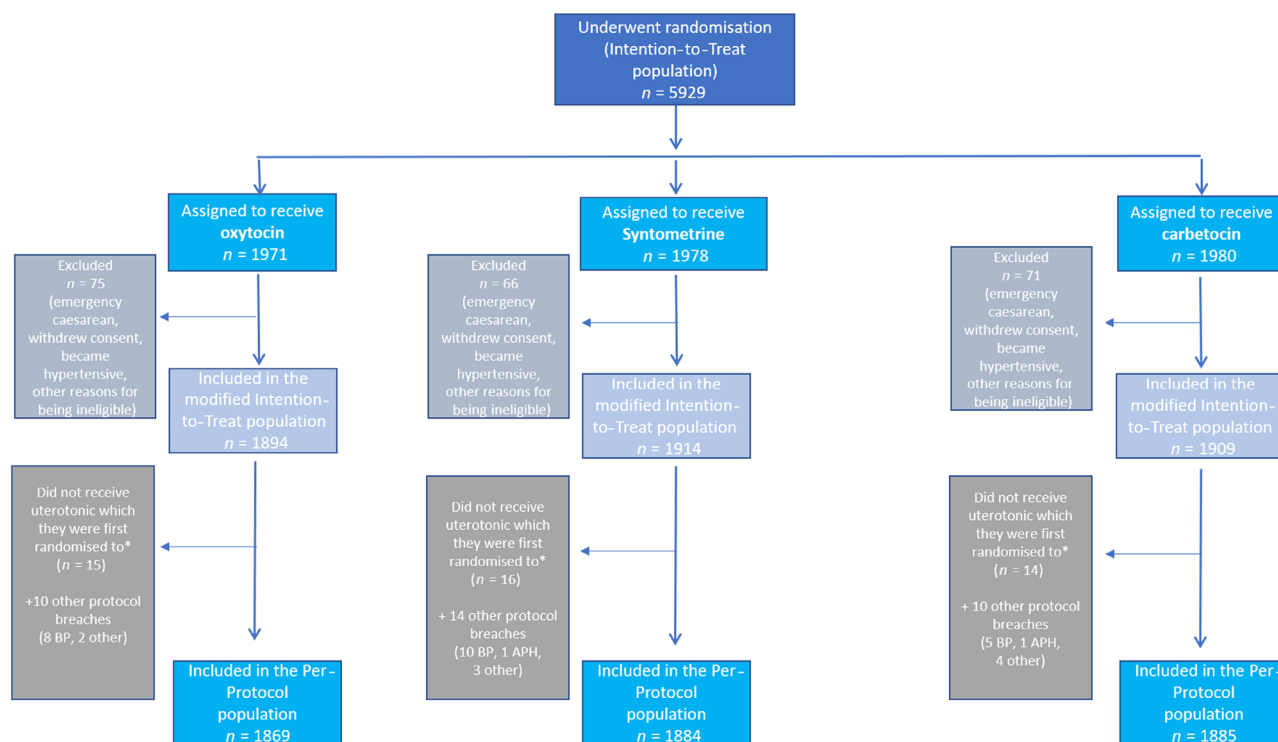 Underwent randomisation
(Intention-to-Treat
population)
n = 5929
Assigned to receive
oxytocin
n = 1971
Assigned to receive
Syntometrine
n = 1978
Assigned to receive
carbetocin
n = 1980
Excluded
n = 75
(emergency
caesarean,
withdrew consent,
became
hypertensive,
other reasons for
being ineligible)
Excluded
n = 66
(emergency
caesarean,
withdrew consent,
became
hypertensive,
other reasons for
being ineligible)
Excluded
n = 71
(emergency
caesarean,
withdrew consent,
became
hypertensive,
other reasons for
being ineligible)
Included in the
modified Intention-
to-Treat population
n = 1894
Included in the
modified Intention-
to-Treat population
n = 1914
Included in the
modified Intention-
to-Treat population
n = 1909
Did not receive
uterotonic which
they were first
randomised to*
(n = 15)
+10 other protocol
breaches
(8 BP, 2 other)
Did not receive
uterotonic which
they were first
randomised to*
(n = 16)
+ 14 other protocol
breaches
(10 BP, 1 APH,
3 other)
Did not receive
uterotonic which
they were first
randomised to*
(n = 14)
+ 10 other protocol
breaches
(5 BP, 1 APH,
4 other)
Included in the Per-
Protocol
population
n = 1869
Included in the Per-
Protocol
population
n = 1884
Included in the Per-
Protocol
population
n = 1885